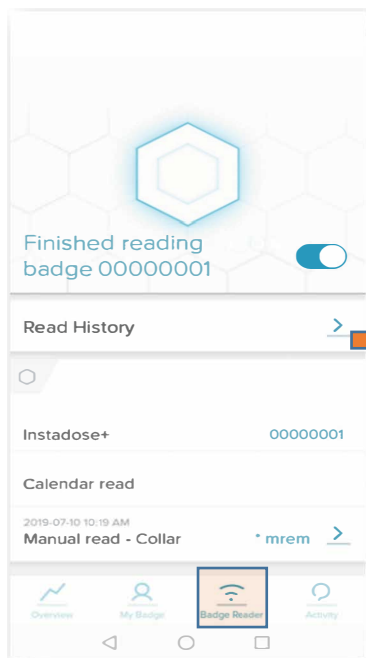 Finished reading
badge 00000001
Read History
Instadose+ 00000001
Calendar read
2019-07-10 10:19 AM
Manual read - Collar * mrem
Overview My Badge Badge Reader Activity